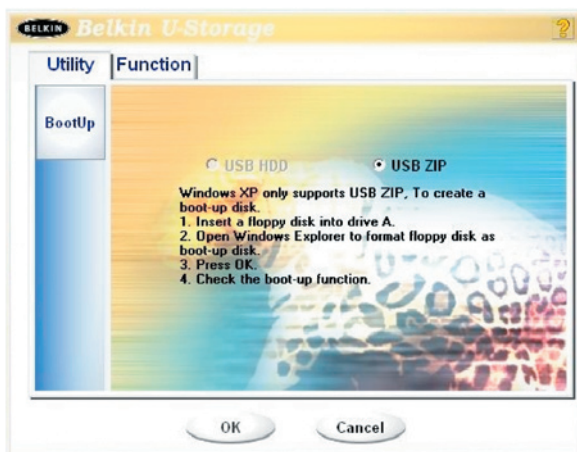 BELKIN Belkin U-Storage ?
Utility Function
BootUp
USB HDD USB ZIP
Windows XP only supports USB ZIP, To create a
boot-up disk.
1. Insert a floppy disk into drive A.
2. Open Windows Explorer to format floppy disk as
boot-up disk.
3. Press OK.
4. Check the boot-up function.
OK Cancel